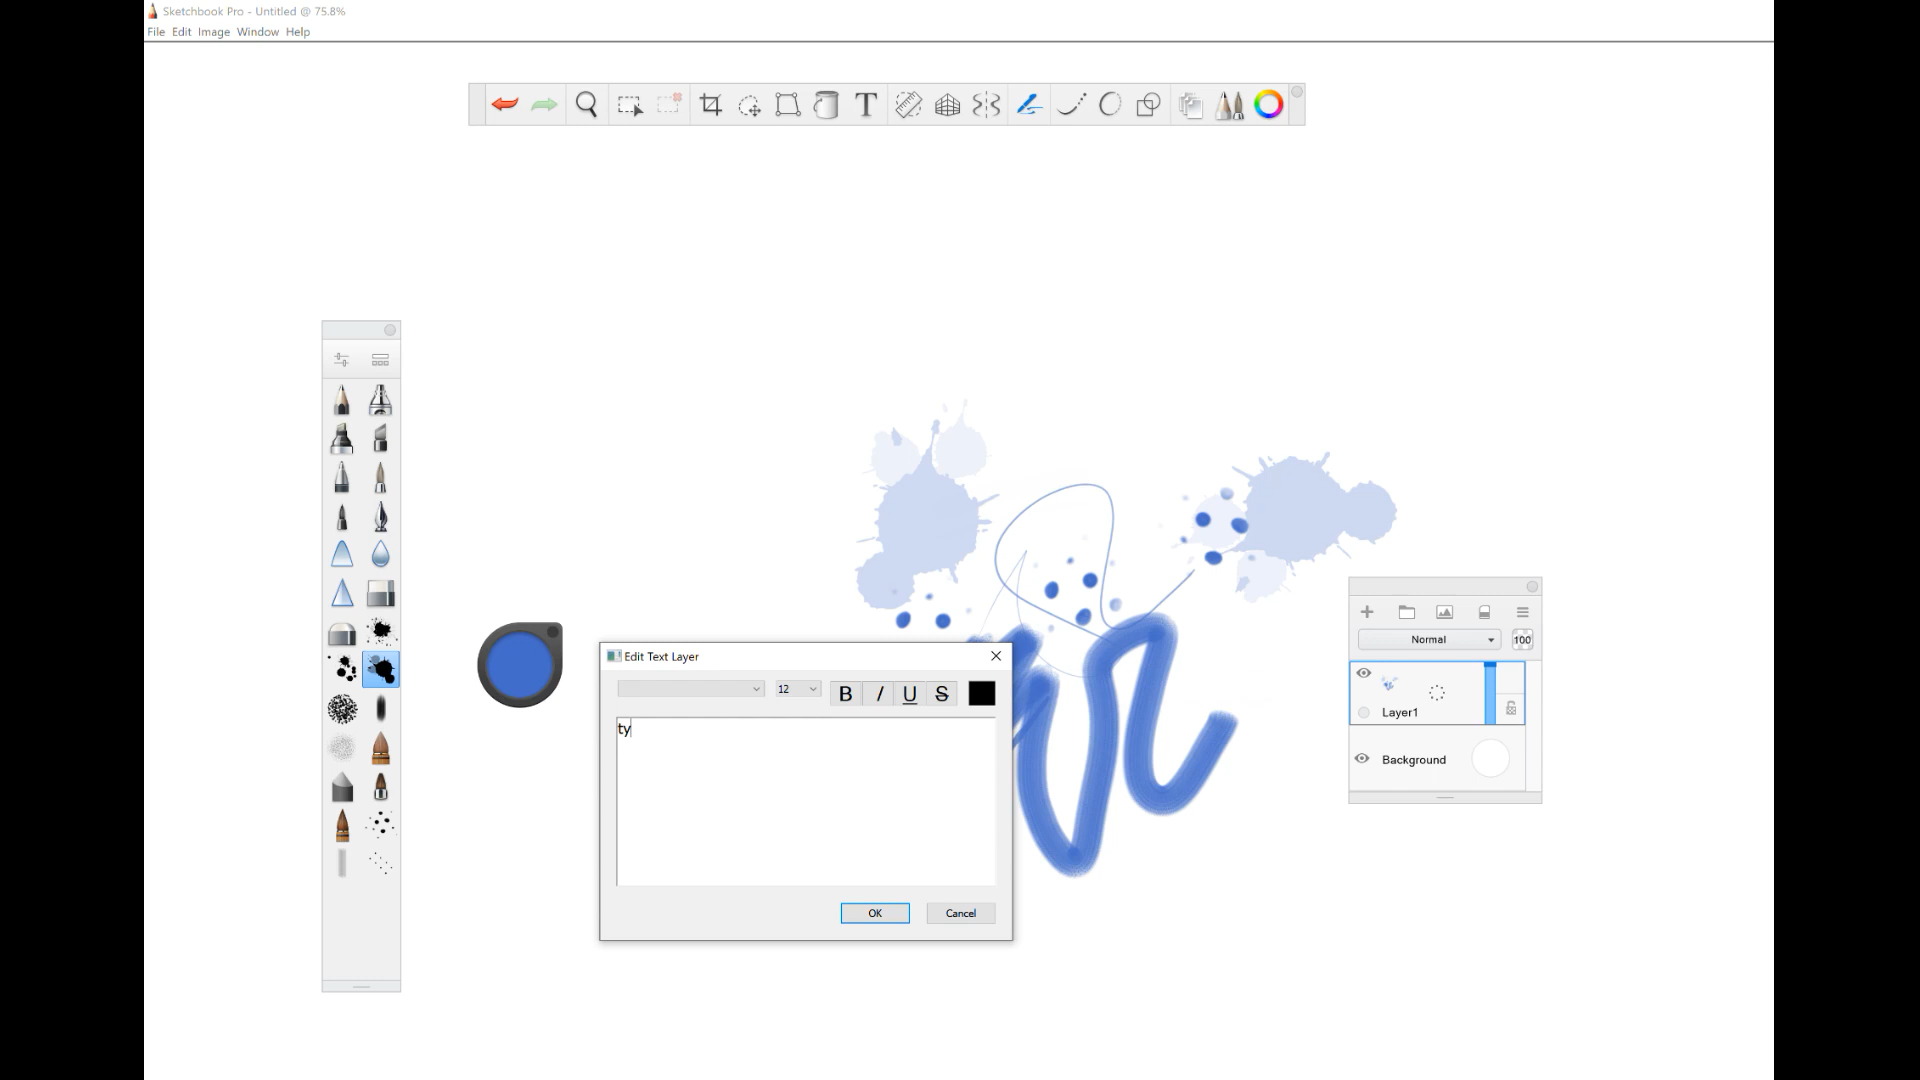 Sketchbook Pro - Untitled @ 75.8%
File Edit Image Window Help
T
Edit Text Layer
12
B I U S
ty
OK Cancel
Normal 100
Layer1
Background